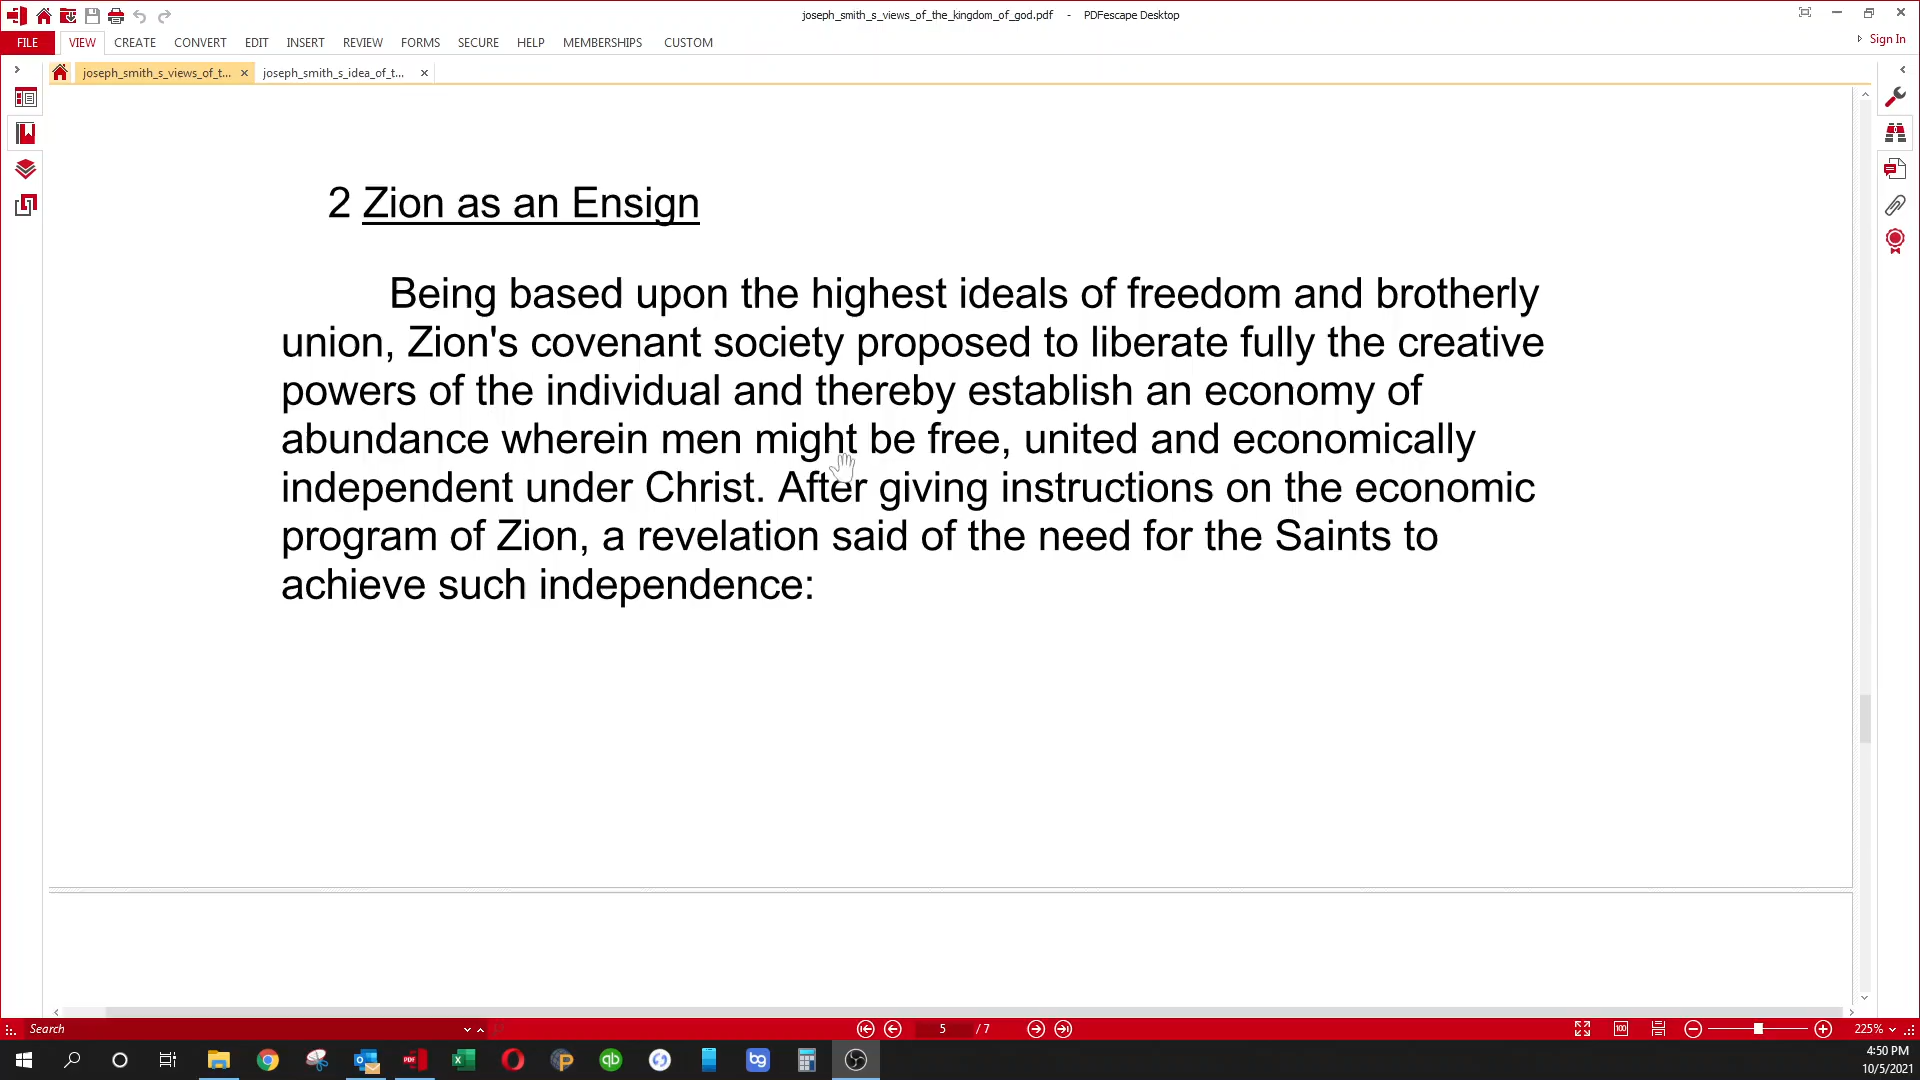 joseph_smith_s_views_of_the_kingdom_of_god.pdf - PDFescape Desktop
FILE VIEW CREATE CONVERT EDIT INSERT REVIEW FORMS SECURE HELP MEMBERSHIPS CUSTOM
Sign In
joseph_smith_s_views_of_t... joseph_smith_s_idea_of_t...
2 Zion as an Ensign
Being based upon the highest ideals of freedom and brotherly
union, Zion's covenant society proposed to liberate fully the creative
powers of the individual and thereby establish an economy of
abundance wherein men might be free, united and economically
independent under Christ. After giving instructions on the economic
program of Zion, a revelation said of the need for the Saints to
achieve such independence:
Search 5 / 7 100 225%
PDF qb bg
4:50 PM
10/5/2021